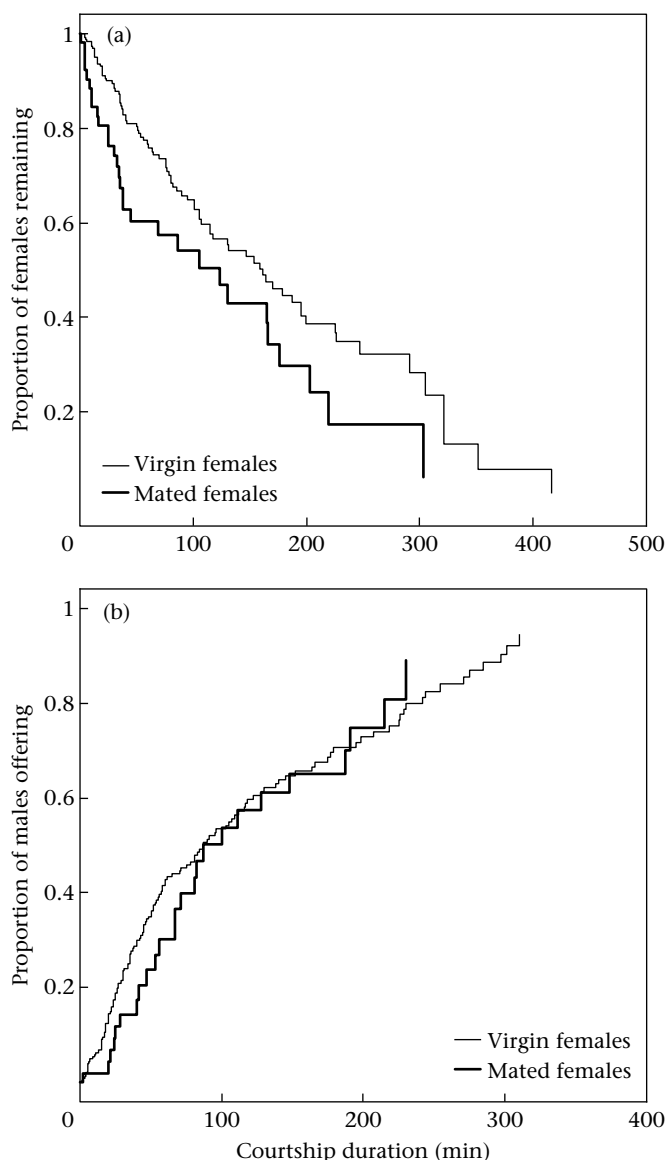 (a)
1
0.8
0.6
0.4
0.2
Proportion of females remaining
Virgin females
Mated females
0 100 200 300 400 500
(b)
1
0.8
0.6
0.4
0.2
Proportion of males offering
Virgin females
Mated females
0 100 200 300 400
Courtship duration (min)